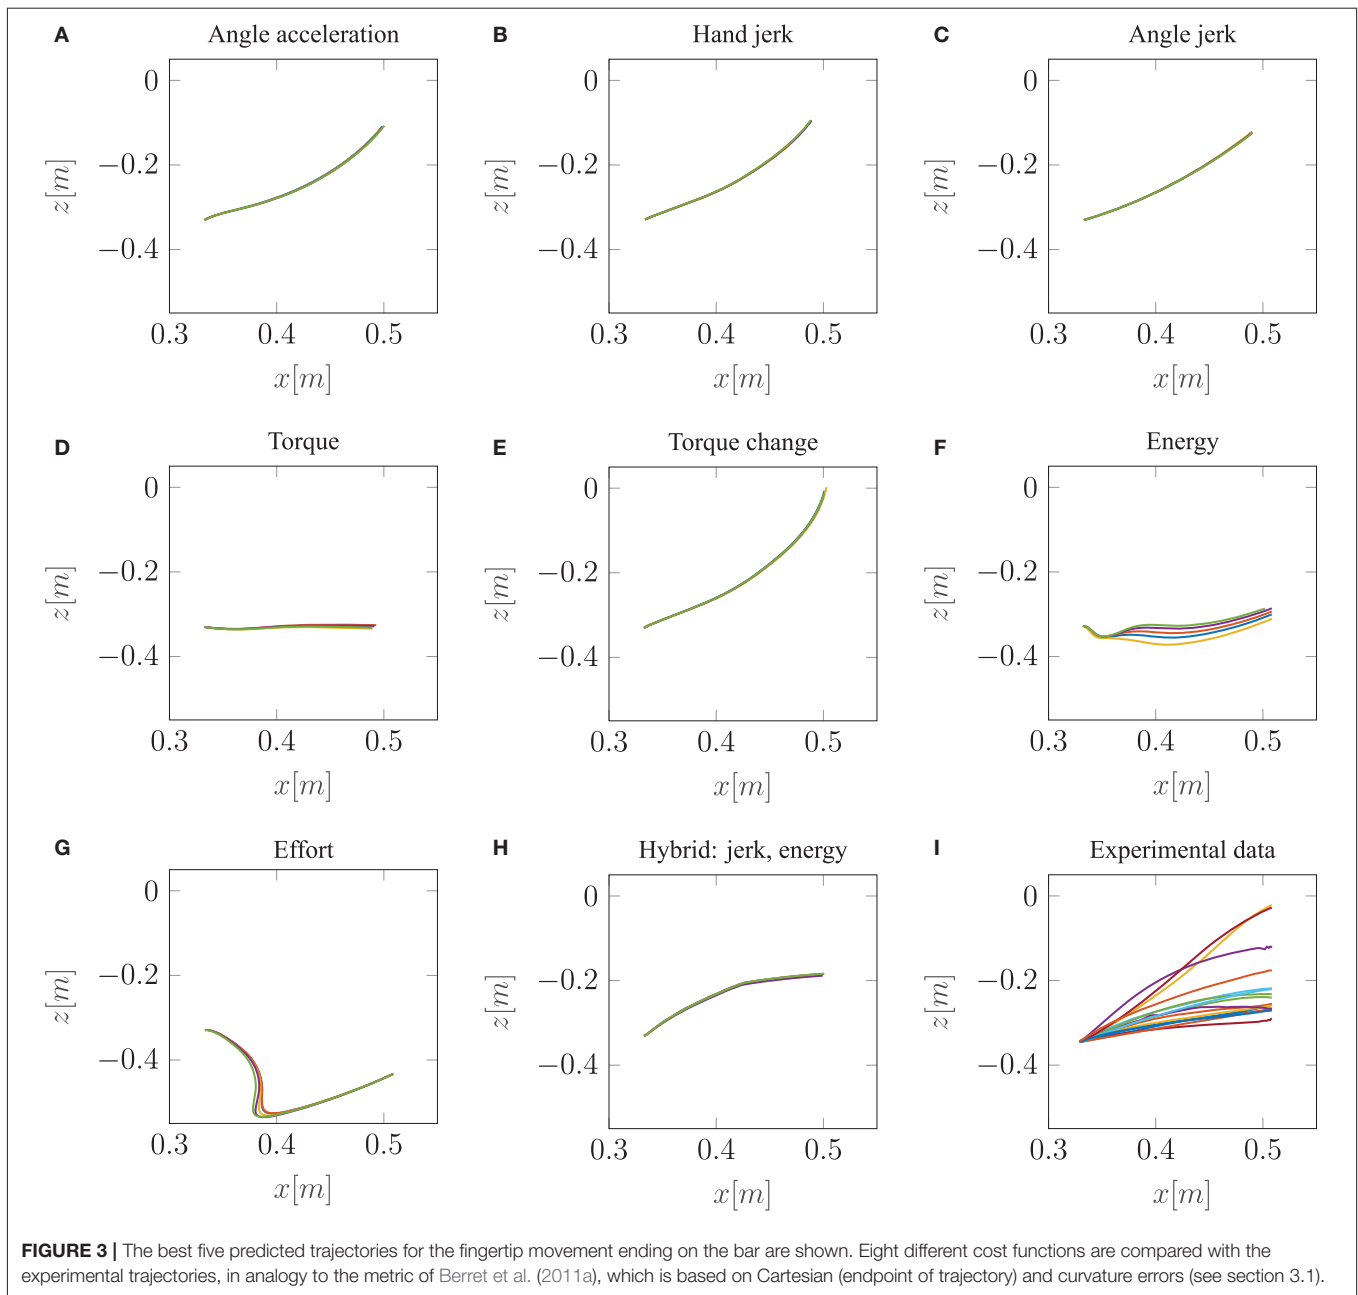 A Angle acceleration
0
−0.2
−0.4
0.3 0.4 0.5
z[m]
x[m]
B Hand jerk
0
−0.2
−0.4
0.3 0.4 0.5
z[m]
x[m]
C Angle jerk
0
−0.2
−0.4
0.3 0.4 0.5
z[m]
x[m]
D Torque
0
−0.2
−0.4
0.3 0.4 0.5
z[m]
x[m]
E Torque change
0
−0.2
−0.4
0.3 0.4 0.5
z[m]
x[m]
F Energy
0
−0.2
−0.4
0.3 0.4 0.5
z[m]
x[m]
G Effort
0
−0.2
−0.4
0.3 0.4 0.5
z[m]
x[m]
H Hybrid: jerk, energy
0
−0.2
−0.4
0.3 0.4 0.5
z[m]
x[m]
I Experimental data
0
−0.2
−0.4
0.3 0.4 0.5
z[m]
x[m]
FIGURE 3 | The best five predicted trajectories for the fingertip movement ending on the bar are shown. Eight different cost functions are compared with the
experimental trajectories, in analogy to the metric of Berret et al. (2011a), which is based on Cartesian (endpoint of trajectory) and curvature errors (see section 3.1).